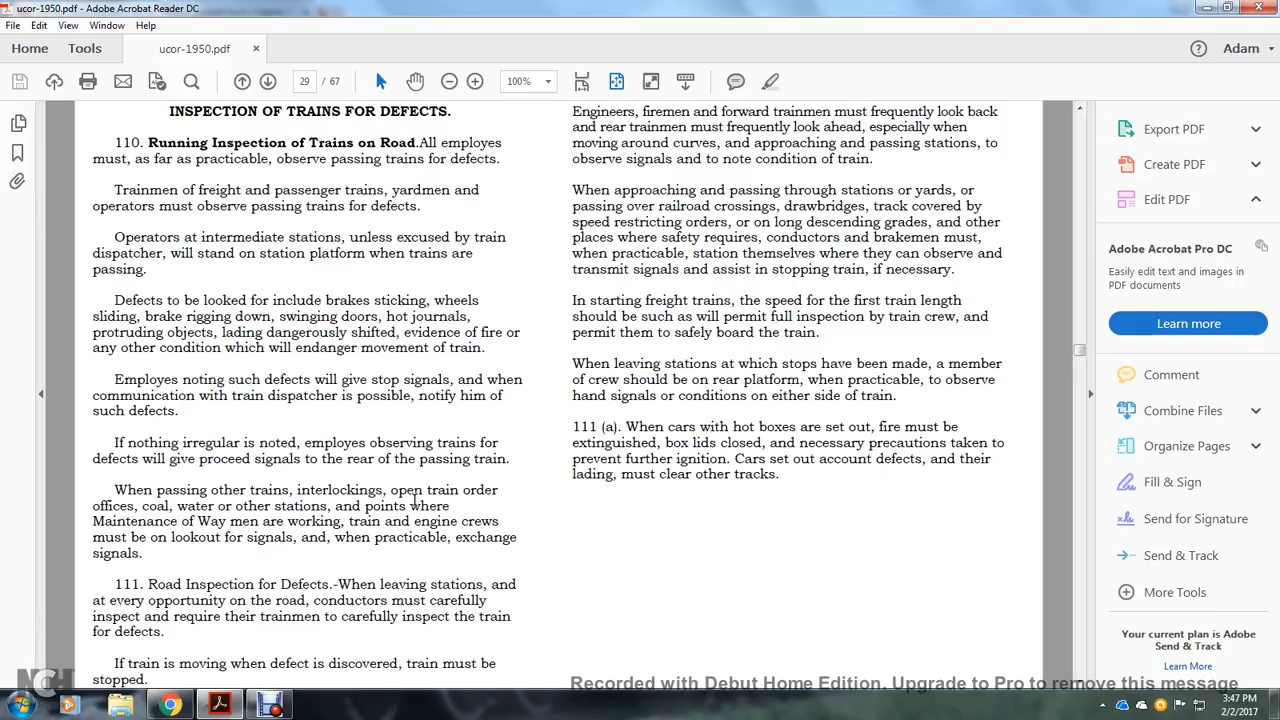 ucor-1950.pdf - Adobe Acrobat Reader DC
File Edit View Window Help
Home Tools ucor-1950.pdf × Adam
29 / 67 100%
INSPECTION OF TRAINS FOR DEFECTS.
110. Running Inspection of Trains on Road.All employes
must, as far as practicable, observe passing trains for defects.
Trainmen of freight and passenger trains, yardmen and
operators must observe passing trains for defects.
Operators at intermediate stations, unless excused by train
dispatcher, will stand on station platform when trains are
passing.
Defects to be looked for include brakes sticking, wheels
sliding, brake rigging down, swinging doors, hot journals,
protruding objects, lading dangerously shifted, evidence of fire or
any other condition which will endanger movement of train.
Employes noting such defects will give stop signals, and when
communication with train dispatcher is possible, notify him of
such defects.
If nothing irregular is noted, employes observing trains for
defects will give proceed signals to the rear of the passing train.
When passing other trains, interlockings, open train order
offices, coal, water or other stations, and points where
Maintenance of Way men are working, train and engine crews
must be on lookout for signals, and, when practicable, exchange
signals.
111. Road Inspection for Defects.-When leaving stations, and
at every opportunity on the road, conductors must carefully
inspect and require their trainmen to carefully inspect the train
for defects.
If train is moving when defect is discovered, train must be
stopped.
Engineers, firemen and forward trainmen must frequently look back
and rear trainmen must frequently look ahead, especially when
moving around curves, and approaching and passing stations, to
observe signals and to note condition of train.
When approaching and passing through stations or yards, or
passing over railroad crossings, drawbridges, track covered by
speed restricting orders, or on long descending grades, and other
places where safety requires, conductors and brakemen must,
when practicable, station themselves where they can observe and
transmit signals and assist in stopping train, if necessary.
In starting freight trains, the speed for the first train length
should be such as will permit full inspection by train crew, and
permit them to safely board the train.
When leaving stations at which stops have been made, a member
of crew should be on rear platform, when practicable, to observe
hand signals or conditions on either side of train.
111 (a). When cars with hot boxes are set out, fire must be
extinguished, box lids closed, and necessary precautions taken to
prevent further ignition. Cars set out account defects, and their
lading, must clear other tracks.
Export PDF
Create PDF
Edit PDF
Adobe Acrobat Pro DC
Easily edit text and images in
PDF documents
Learn more
Comment
Combine Files
Organize Pages
Fill & Sign
Send for Signature
Send & Track
More Tools
Your current plan is Adobe
Send & Track
Learn More
NCH
Recorded with Debut Home Edition. Upgrade to Pro to remove this message
3:47 PM
2/2/2017